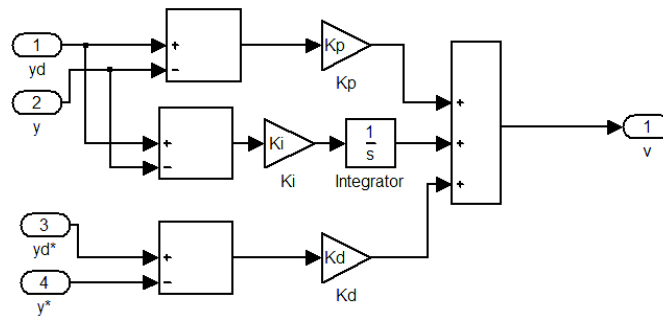 1
yd
+
−
Kp
Kp
2
y
+
+
−
Ki
Ki
1
s
Integrator
+
+
1
v
3
yd*
+
−
Kd
Kd
4
y*